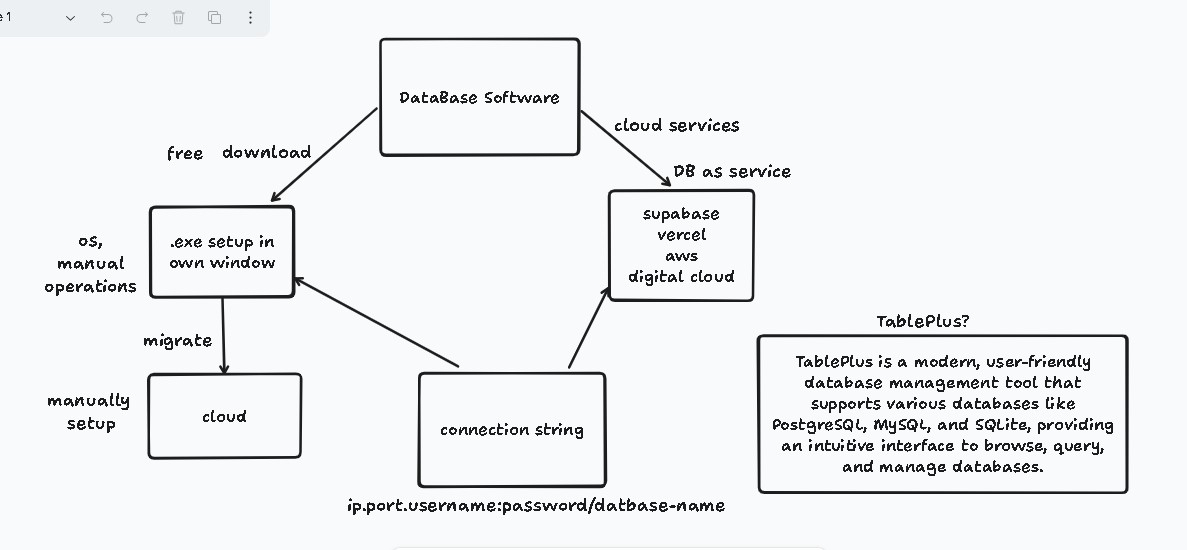 e 1
DataBase Software
cloud services
free download
DB as service
supabase
vercel
aws
digital cloud
os,
manual
operations
.exe setup in
own window
migrate
manually
setup
cloud
connection string
ip.port.username:password/datbase-name
TablePlus?
TablePlus is a modern, user-friendly
database management tool that
supports various databases like
PostgreSQL, MySQL, and SQLite, providing
an intuitive interface to browse, query,
and manage databases.